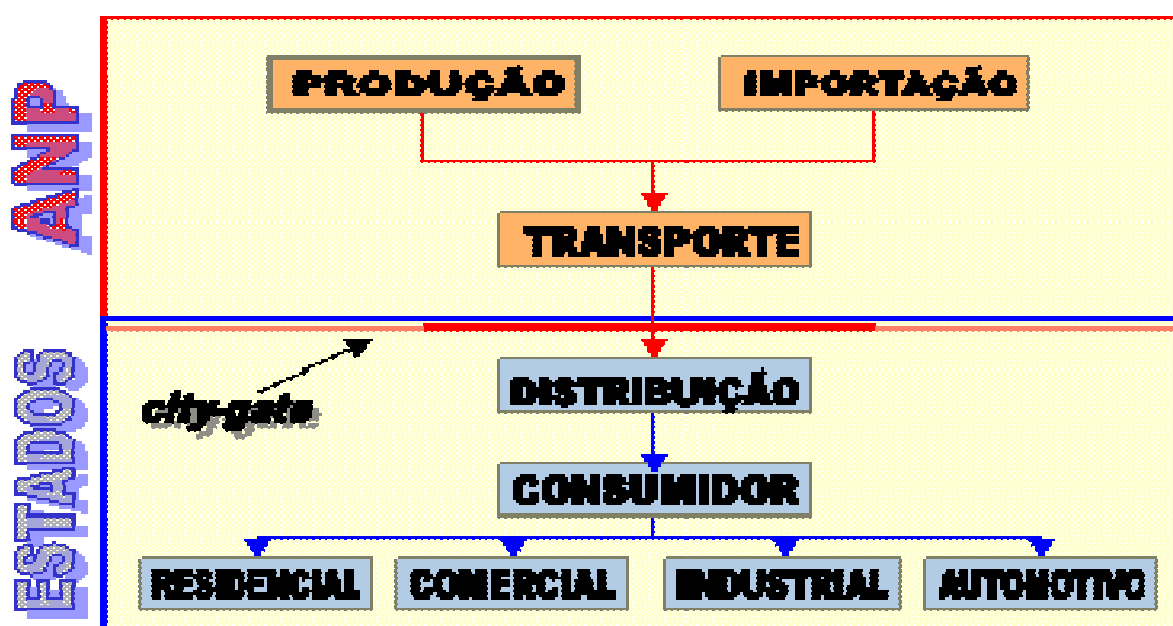 ANP
PRODUÇÃO
IMPORTAÇÃO
TRANSPORTE
ESTADOS
city-gate
DISTRIBUIÇÃO
CONSUMIDOR
RESIDENCIAL
COMERCIAL
INDUSTRIAL
AUTOMOTIVO